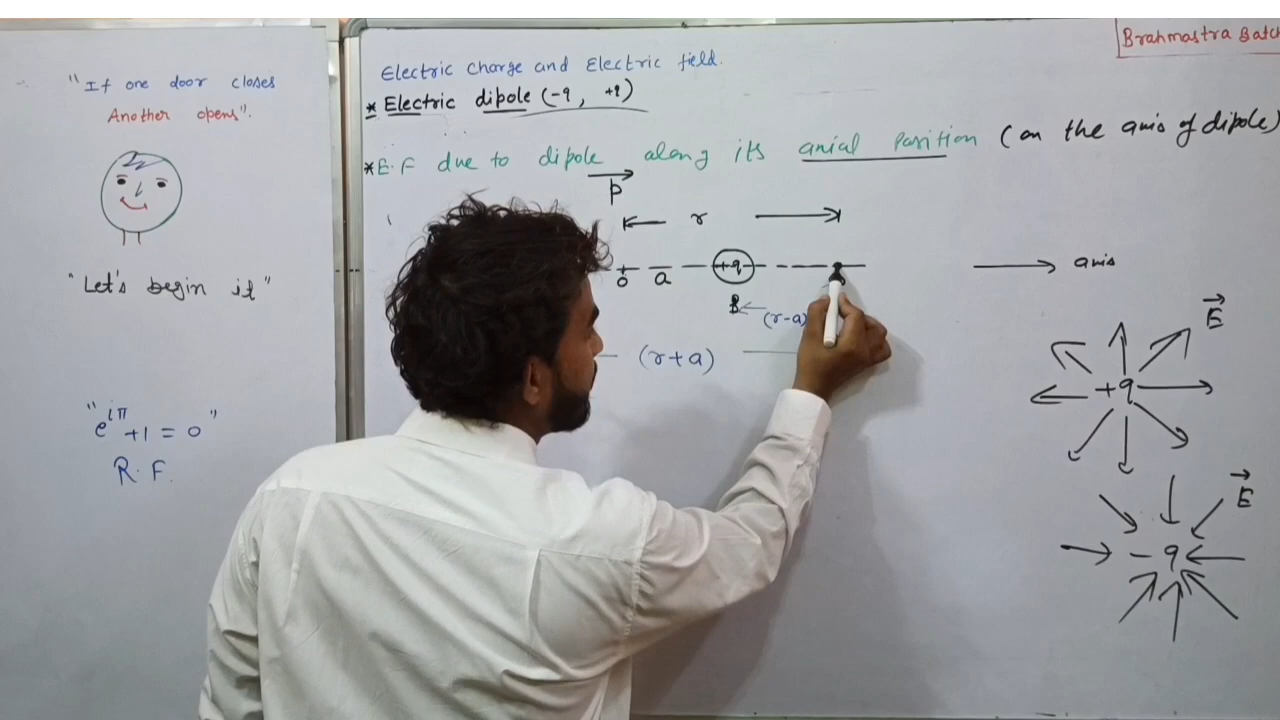 "If one door closes
Another opens".
"Let's begin it"
"e^iπ +1 = 0"
R. F.
Brahmastra Batch
Electric Charge and Electric field.
* Electric dipole (-q, +q)
* E.F due to dipole along its axial Position (on the axis of dipole)
p
r
o a +q
B (r-a)
(r+a)
axis
E
+q
E
-q